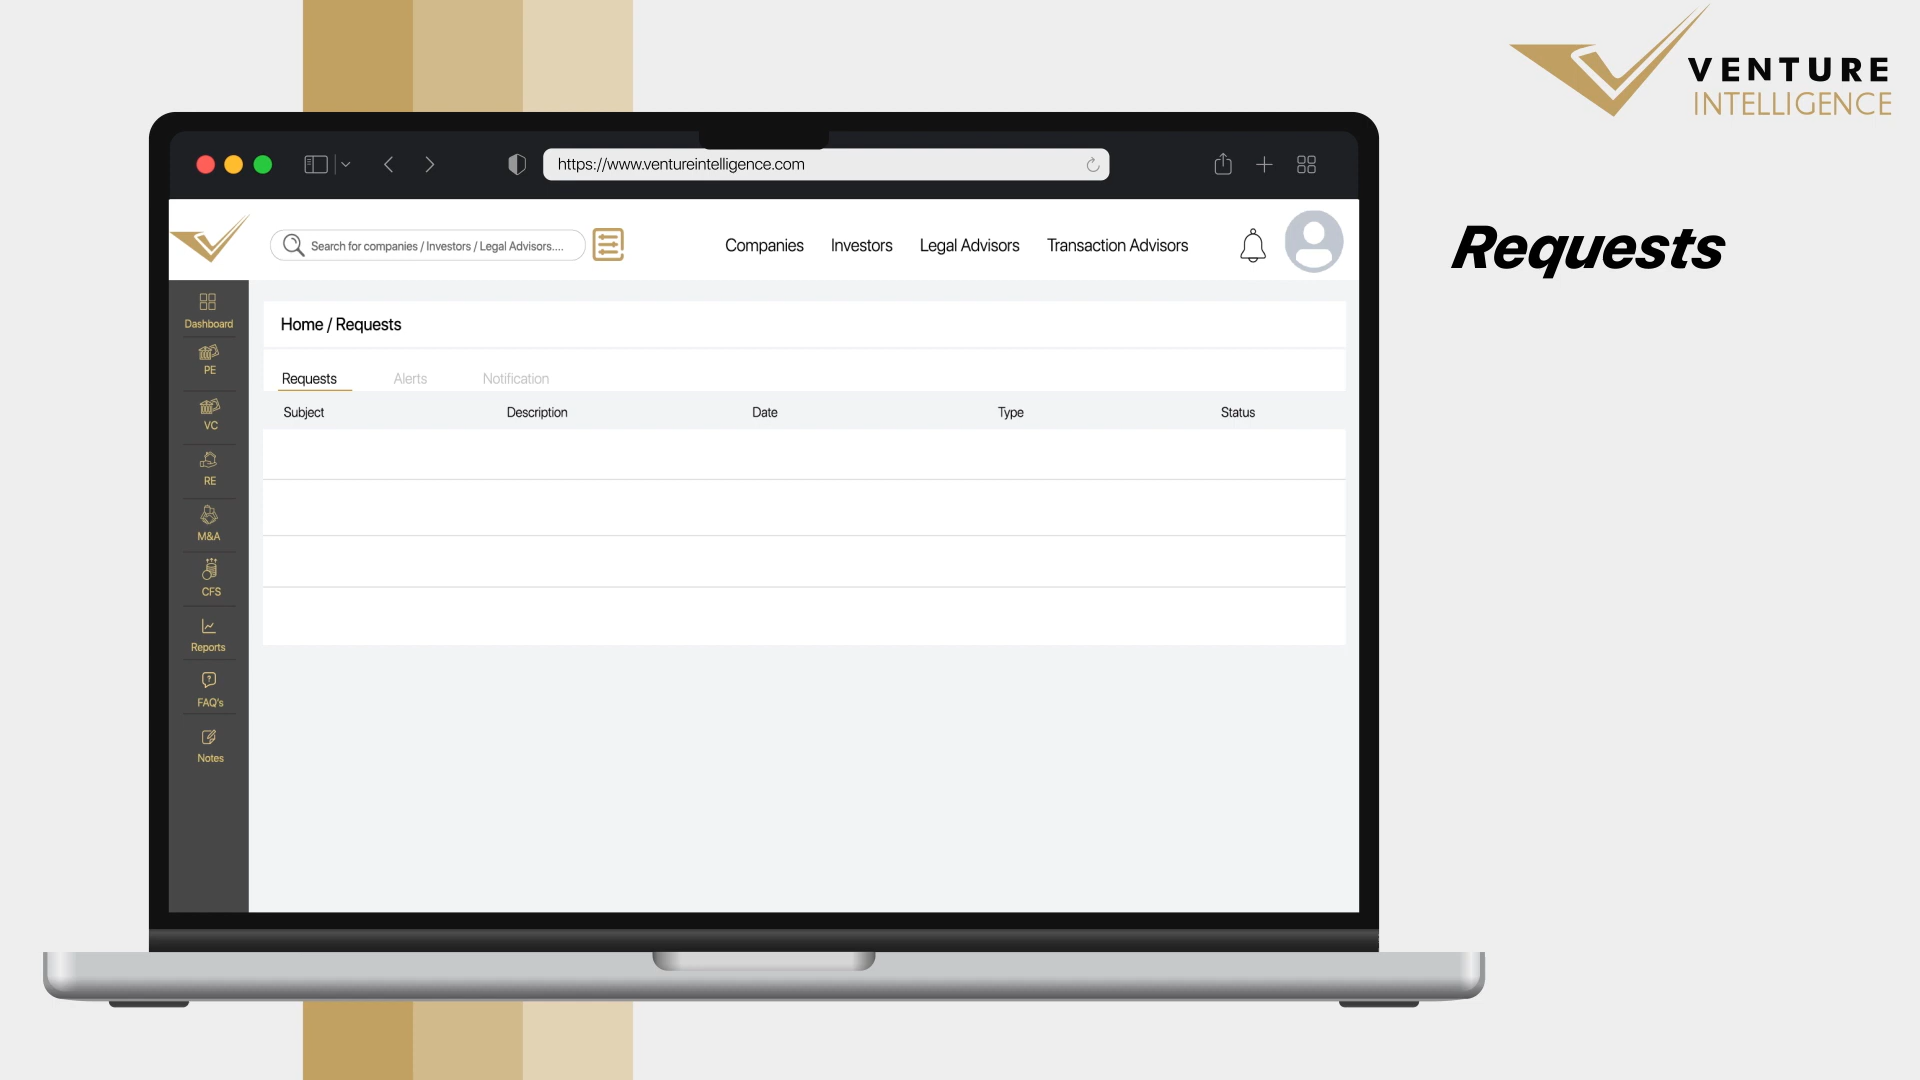 VENTURE
INTELLIGENCE
https://www.ventureintelligence.com
Search for companies / Investors / Legal Advisors....
Companies Investors Legal Advisors Transaction Advisors
Requests
Dashboard
PE
VC
RE
M&A
CFS
Reports
FAQ's
Notes
Home / Requests
Requests Alerts Notification
Subject Description Date Type Status